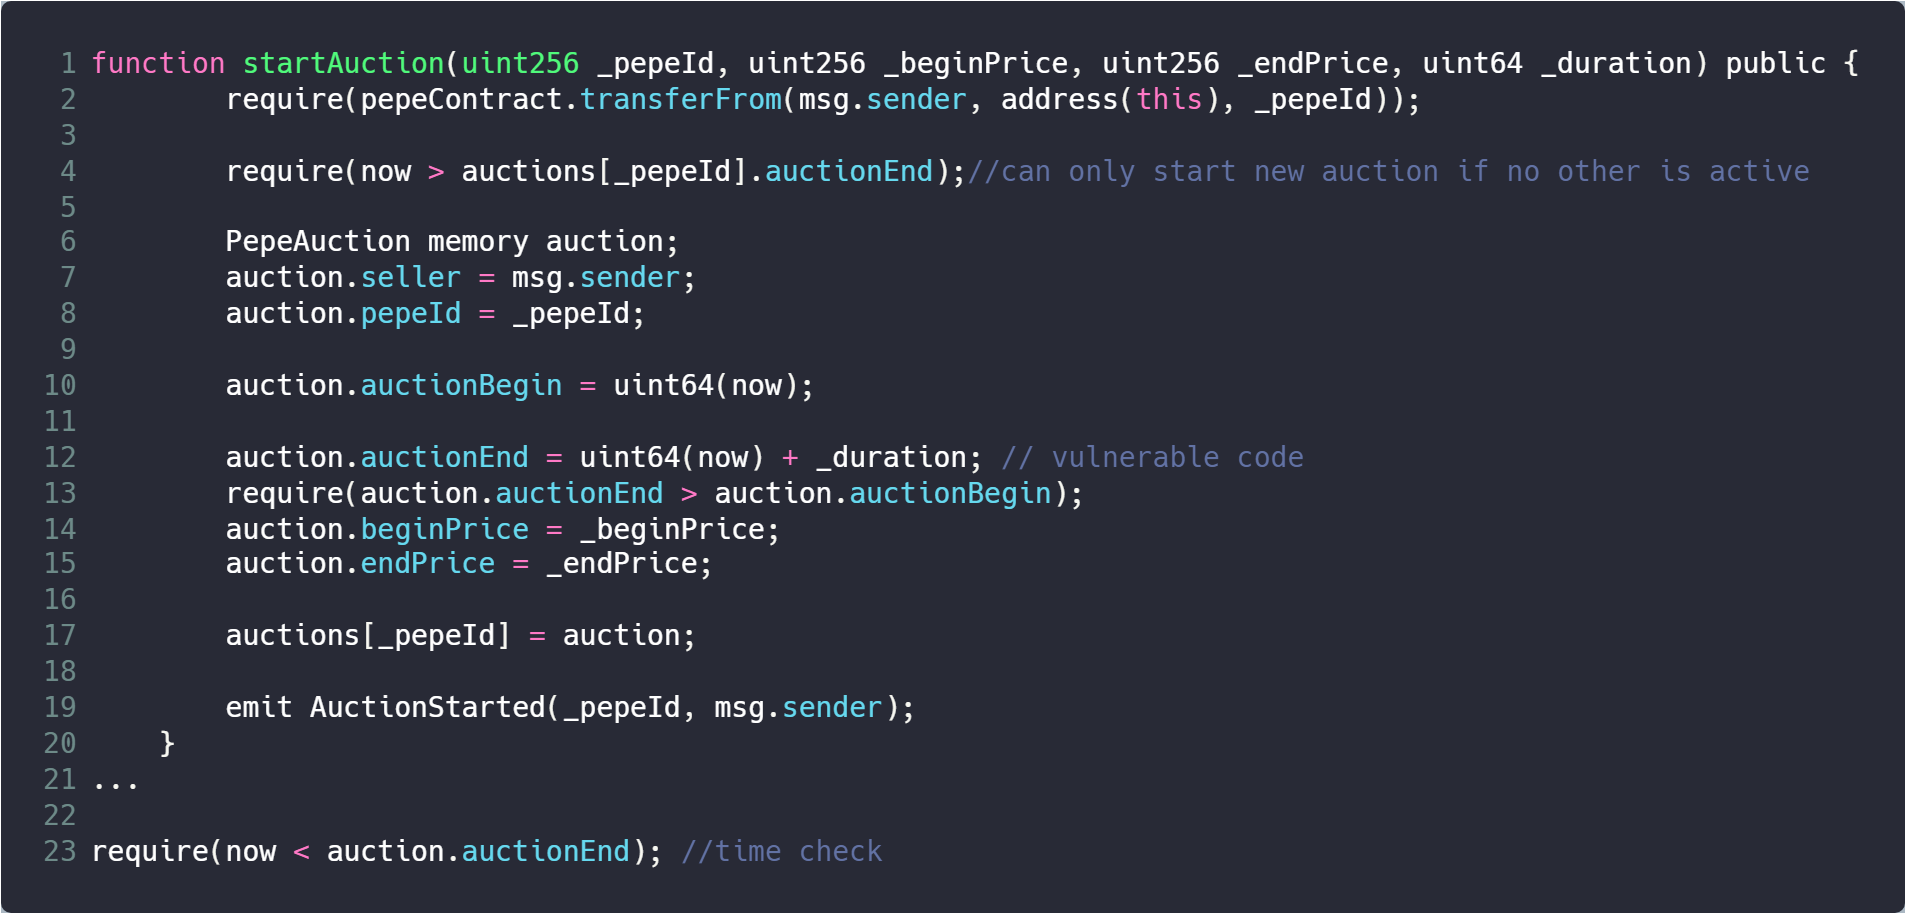 1 function startAuction(uint256 _pepeId, uint256 _beginPrice, uint256 _endPrice, uint64 _duration) public {
2         require(pepeContract.transferFrom(msg.sender, address(this), _pepeId));
3
4         require(now > auctions[_pepeId].auctionEnd);//can only start new auction if no other is active
5
6         PepeAuction memory auction;
7         auction.seller = msg.sender;
8         auction.pepeId = _pepeId;
9
10         auction.auctionBegin = uint64(now);
11
12         auction.auctionEnd = uint64(now) + _duration; // vulnerable code
13         require(auction.auctionEnd > auction.auctionBegin);
14         auction.beginPrice = _beginPrice;
15         auction.endPrice = _endPrice;
16
17         auctions[_pepeId] = auction;
18
19         emit AuctionStarted(_pepeId, msg.sender);
20     }
21 ...
22
23 require(now < auction.auctionEnd); //time check